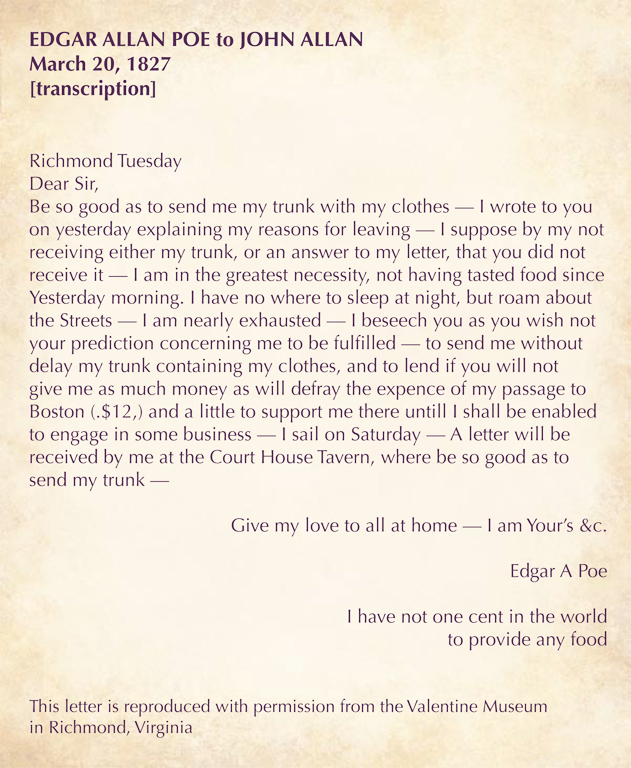 EDGAR ALLAN POE to JOHN ALLAN
March 20, 1827
[transcription]
Richmond Tuesday
Dear Sir,
Be so good as to send me my trunk with my clothes — I wrote to you
on yesterday explaining my reasons for leaving — I suppose by my not
receiving either my trunk, or an answer to my letter, that you did not
receive it — I am in the greatest necessity, not having tasted food since
Yesterday morning. I have no where to sleep at night, but roam about
the Streets — I am nearly exhausted — I beseech you as you wish not
your prediction concerning me to be fulfilled — to send me without
delay my trunk containing my clothes, and to lend if you will not
give me as much money as will defray the expence of my passage to
Boston (.$12,) and a little to support me there untill I shall be enabled
to engage in some business — I sail on Saturday — A letter will be
received by me at the Court House Tavern, where be so good as to
send my trunk —
Give my love to all at home — I am Your's &c.
Edgar A Poe
I have not one cent in the world
to provide any food
This letter is reproduced with permission from the Valentine Museum
in Richmond, Virginia